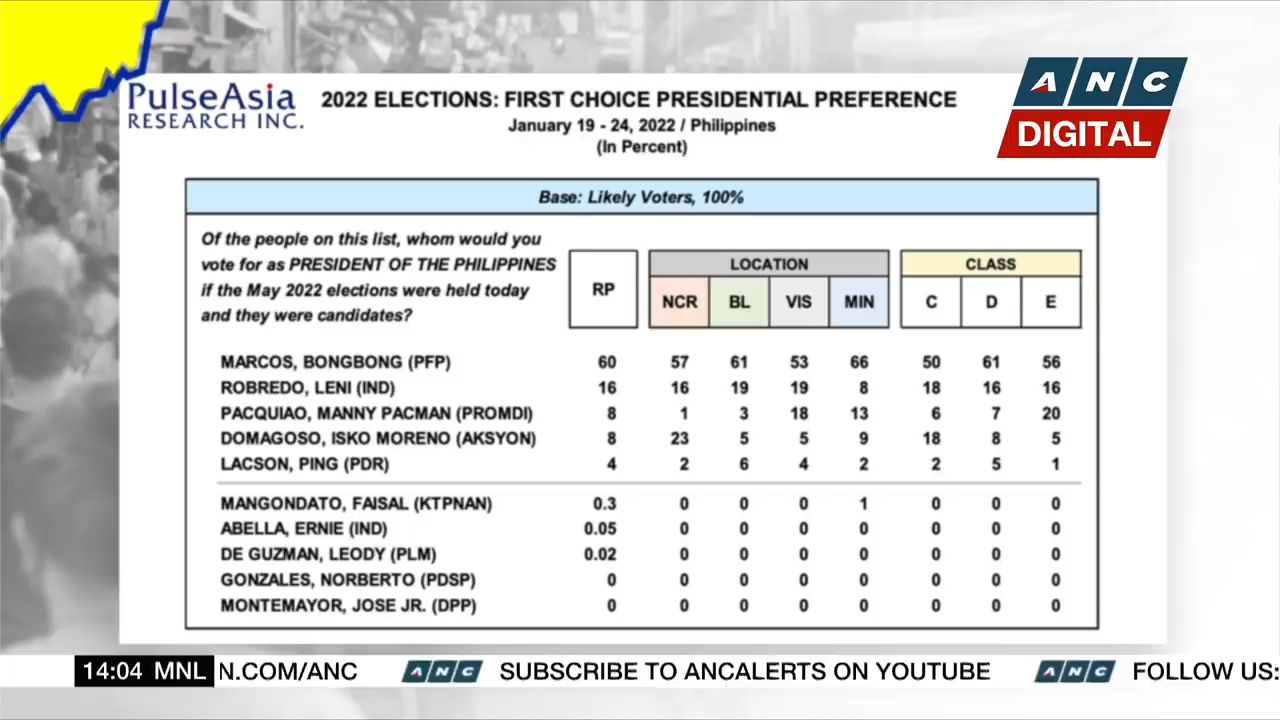 PulseAsia
RESEARCH INC.
2022 ELECTIONS: FIRST CHOICE PRESIDENTIAL PREFERENCE
January 19 - 24, 2022 / Philippines
(In Percent)
ANC
DIGITAL
Base: Likely Voters, 100%
Of the people on this list, whom would you
vote for as PRESIDENT OF THE PHILIPPINES
if the May 2022 elections were held today
and they were candidates?
RP LOCATION CLASS
NCR BL VIS MIN C D E
MARCOS, BONGBONG (PFP) 60 57 61 53 66 50 61 56
ROBREDO, LENI (IND) 16 16 19 19 8 18 16 16
PACQUIAO, MANNY PACMAN (PROMDI) 8 1 3 18 13 6 7 20
DOMAGOSO, ISKO MORENO (AKSYON) 8 23 5 5 9 18 8 5
LACSON, PING (PDR) 4 2 6 4 2 2 5 1
MANGONDATO, FAISAL (KTPNAN) 0.3 0 0 0 1 0 0 0
ABELLA, ERNIE (IND) 0.05 0 0 0 0 0 0 0
DE GUZMAN, LEODY (PLM) 0.02 0 0 0 0 0 0 0
GONZALES, NORBERTO (PDSP) 0 0 0 0 0 0 0 0
MONTEMAYOR, JOSE JR. (DPP) 0 0 0 0 0 0 0 0
14:04 MNL N.COM/ANC ANC SUBSCRIBE TO ANCALERTS ON YOUTUBE ANC FOLLOW US: